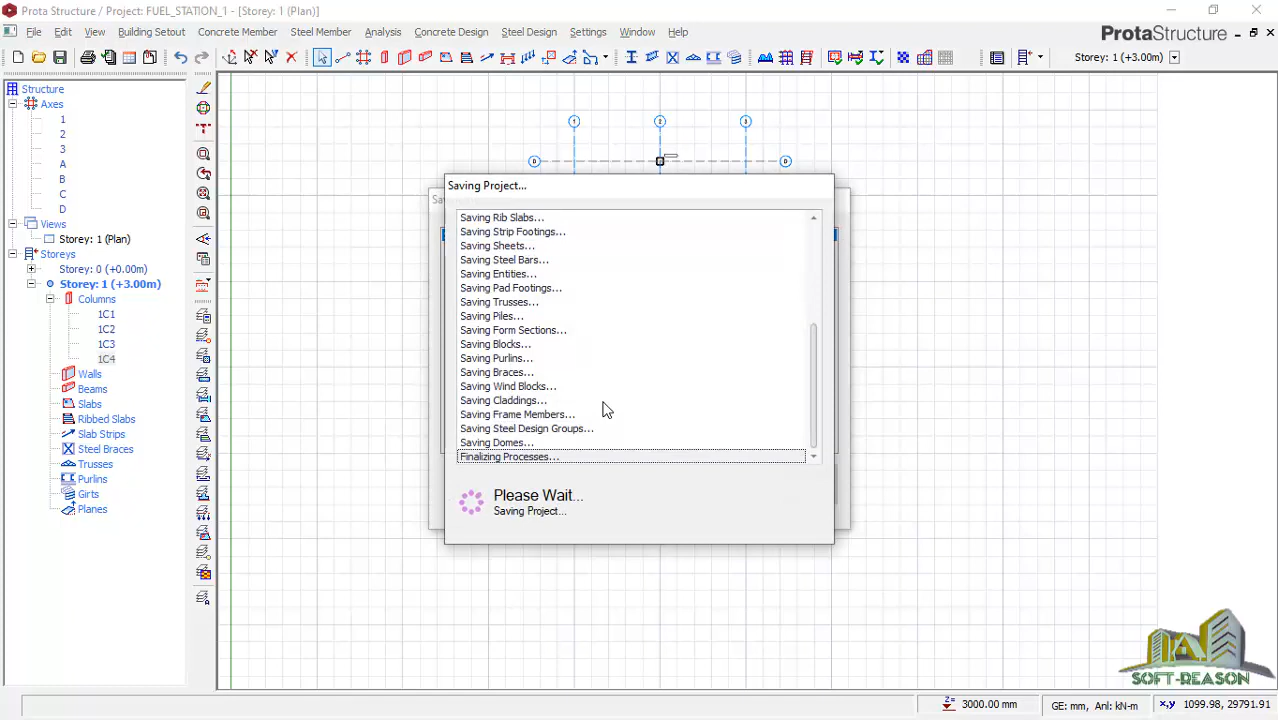 Prota Structure / Project: FUEL_STATION_1 - [Storey: 1 (Plan)]
File Edit View Building Setout Concrete Member Steel Member Analysis Concrete Design Steel Design Settings Window Help
ProtaStructure
Storey: 1 (+3.00m)
Structure
Axes
1
2
3
A
B
C
D
Views
Storey: 1 (Plan)
Storeys
Storey: 0 (+0.00m)
Storey: 1 (+3.00m)
Columns
1C1
1C2
1C3
1C4
Walls
Beams
Slabs
Ribbed Slabs
Slab Strips
Steel Braces
Trusses
Purlins
Girts
Planes
1 2 3
D D
Saving Project...
Saving Rib Slabs...
Saving Strip Footings...
Saving Sheets...
Saving Steel Bars...
Saving Entities...
Saving Pad Footings...
Saving Trusses...
Saving Piles...
Saving Form Sections...
Saving Blocks...
Saving Purlins...
Saving Braces...
Saving Wind Blocks...
Saving Claddings...
Saving Frame Members...
Saving Steel Design Groups...
Saving Domes...
Finalizing Processes...
Please Wait...
Saving Project...
SOFT-REASON
Z= 3000.00 mm
GE: mm, Anl: kN-m
x,y 1099.98, 29791.91